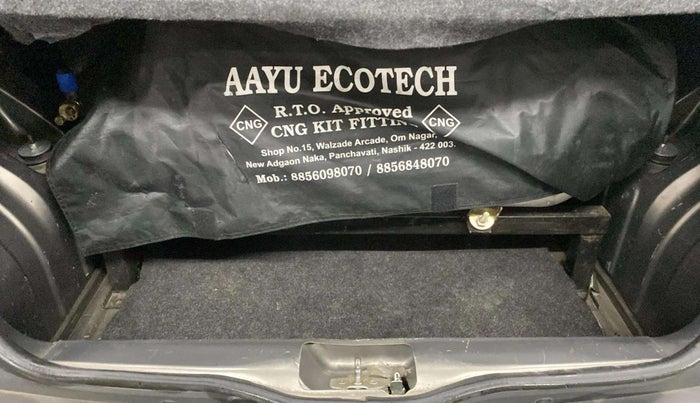 AAYU ECOTECH
R.T.O. Approved
CNG CNG KIT FITTIN CNG
Shop No.15, Walzade Arcade, Om Nagar,
New Adgaon Naka, Panchavati, Nashik - 422 003.
Mob.: 8856098070 / 8856848070